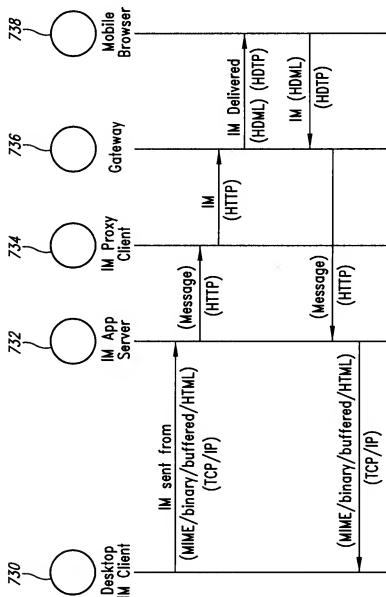 730
Desktop
IM Client
732
IM App
Server
734
IM Proxy
Client
736
Gateway
738
Mobile
Browser
IM sent from
(MIME/binary/buffered/HTML)
(TCP/IP)
(Message)
(HTTP)
IM
(HTTP)
IM Delivered
(HDML) (HDTP)
IM (HDML)
(HDTP)
(Message)
(HTTP)
(MIME/binary/buffered/HTML)
(TCP/IP)